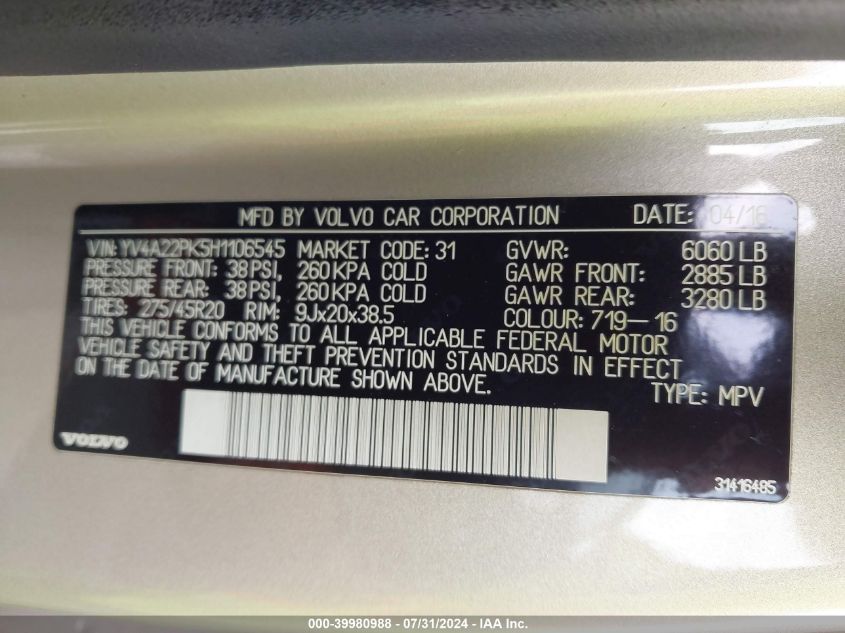 MFD BY VOLVO CAR CORPORATION DATE: 04/16
VIN: YV4A22PK5H1106545 MARKET CODE: 31 GVWR: 6060 LB
PRESSURE FRONT: 38 PSI, 260 KPA COLD GAWR FRONT: 2885 LB
PRESSURE REAR: 38 PSI, 260 KPA COLD GAWR REAR: 3280 LB
TIRES: 275/45R20 RIM: 9Jx20x38.5 COLOUR: 719-16
THIS VEHICLE CONFORMS TO ALL APPLICABLE FEDERAL MOTOR
VEHICLE SAFETY AND THEFT PREVENTION STANDARDS IN EFFECT
ON THE DATE OF MANUFACTURE SHOWN ABOVE.
TYPE: MPV
VOLVO
31416485
000-39980988 - 07/31/2024 - IAA Inc.